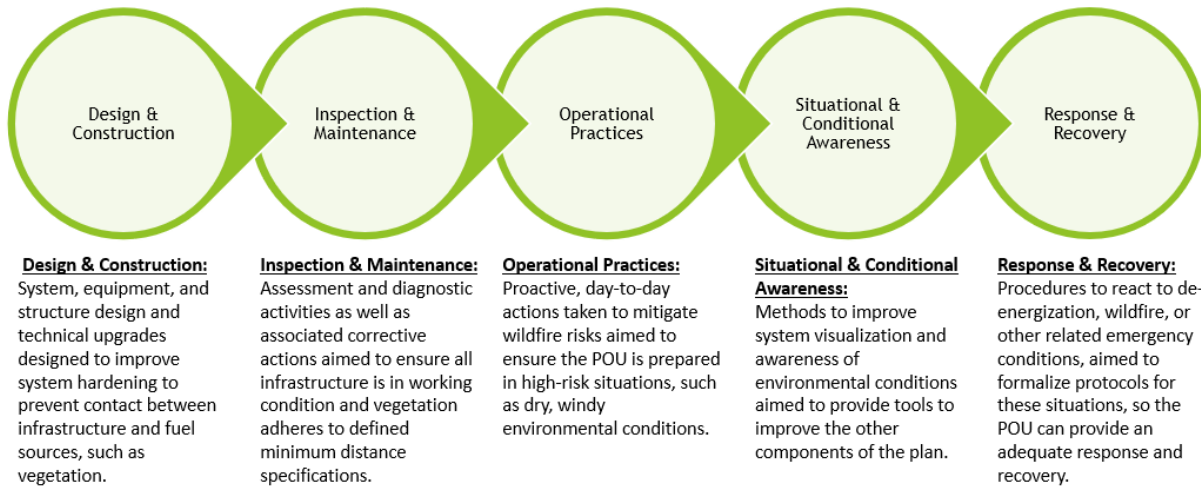 Design &
Construction
Inspection &
Maintenance
Operational
Practices
Situational &
Conditional
Awareness
Response &
Recovery
Design & Construction:
System, equipment, and
structure design and
technical upgrades
designed to improve
system hardening to
prevent contact between
infrastructure and fuel
sources, such as
vegetation.
Inspection & Maintenance:
Assessment and diagnostic
activities as well as
associated corrective
actions aimed to ensure all
infrastructure is in working
condition and vegetation
adheres to defined
minimum distance
specifications.
Operational Practices:
Proactive, day-to-day
actions taken to mitigate
wildfire risks aimed to
ensure the POU is prepared
in high-risk situations, such
as dry, windy
environmental conditions.
Situational & Conditional
Awareness:
Methods to improve
system visualization and
awareness of
environmental conditions
aimed to provide tools to
improve the other
components of the plan.
Response & Recovery:
Procedures to react to de-
energization, wildfire, or
other related emergency
conditions, aimed to
formalize protocols for
these situations, so the
POU can provide an
adequate response and
recovery.